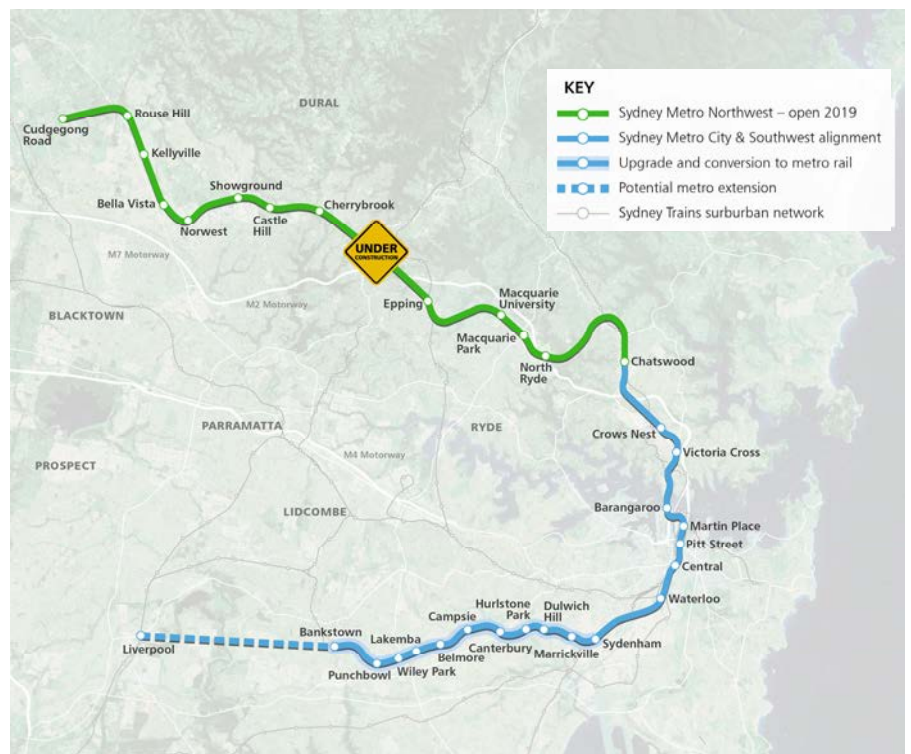 KEY
Sydney Metro Northwest – open 2019
Sydney Metro City & Southwest alignment
Upgrade and conversion to metro rail
Potential metro extension
Sydney Trains surburban network
DURAL
Rouse Hill
Cudgegong
Road
Kellyville
Showground
Bella Vista
Norwest
Castle
Hill
Cherrybrook
UNDER
CONSTRUCTION
M7 Motorway
M2 Motorway
Epping
Macquarie
University
BLACKTOWN
Macquarie
Park
North
Ryde
Chatswood
PARRAMATTA
RYDE
Crows Nest
Victoria Cross
M4 Motorway
PROSPECT
Barangaroo
LIDCOMBE
Martin Place
Pitt Street
Central
Waterloo
Hurlstone
Park
Dulwich
Hill
Campsie
Bankstown
Lakemba
Sydenham
Liverpool
Canterbury
Marrickville
Belmore
Wiley Park
Punchbowl